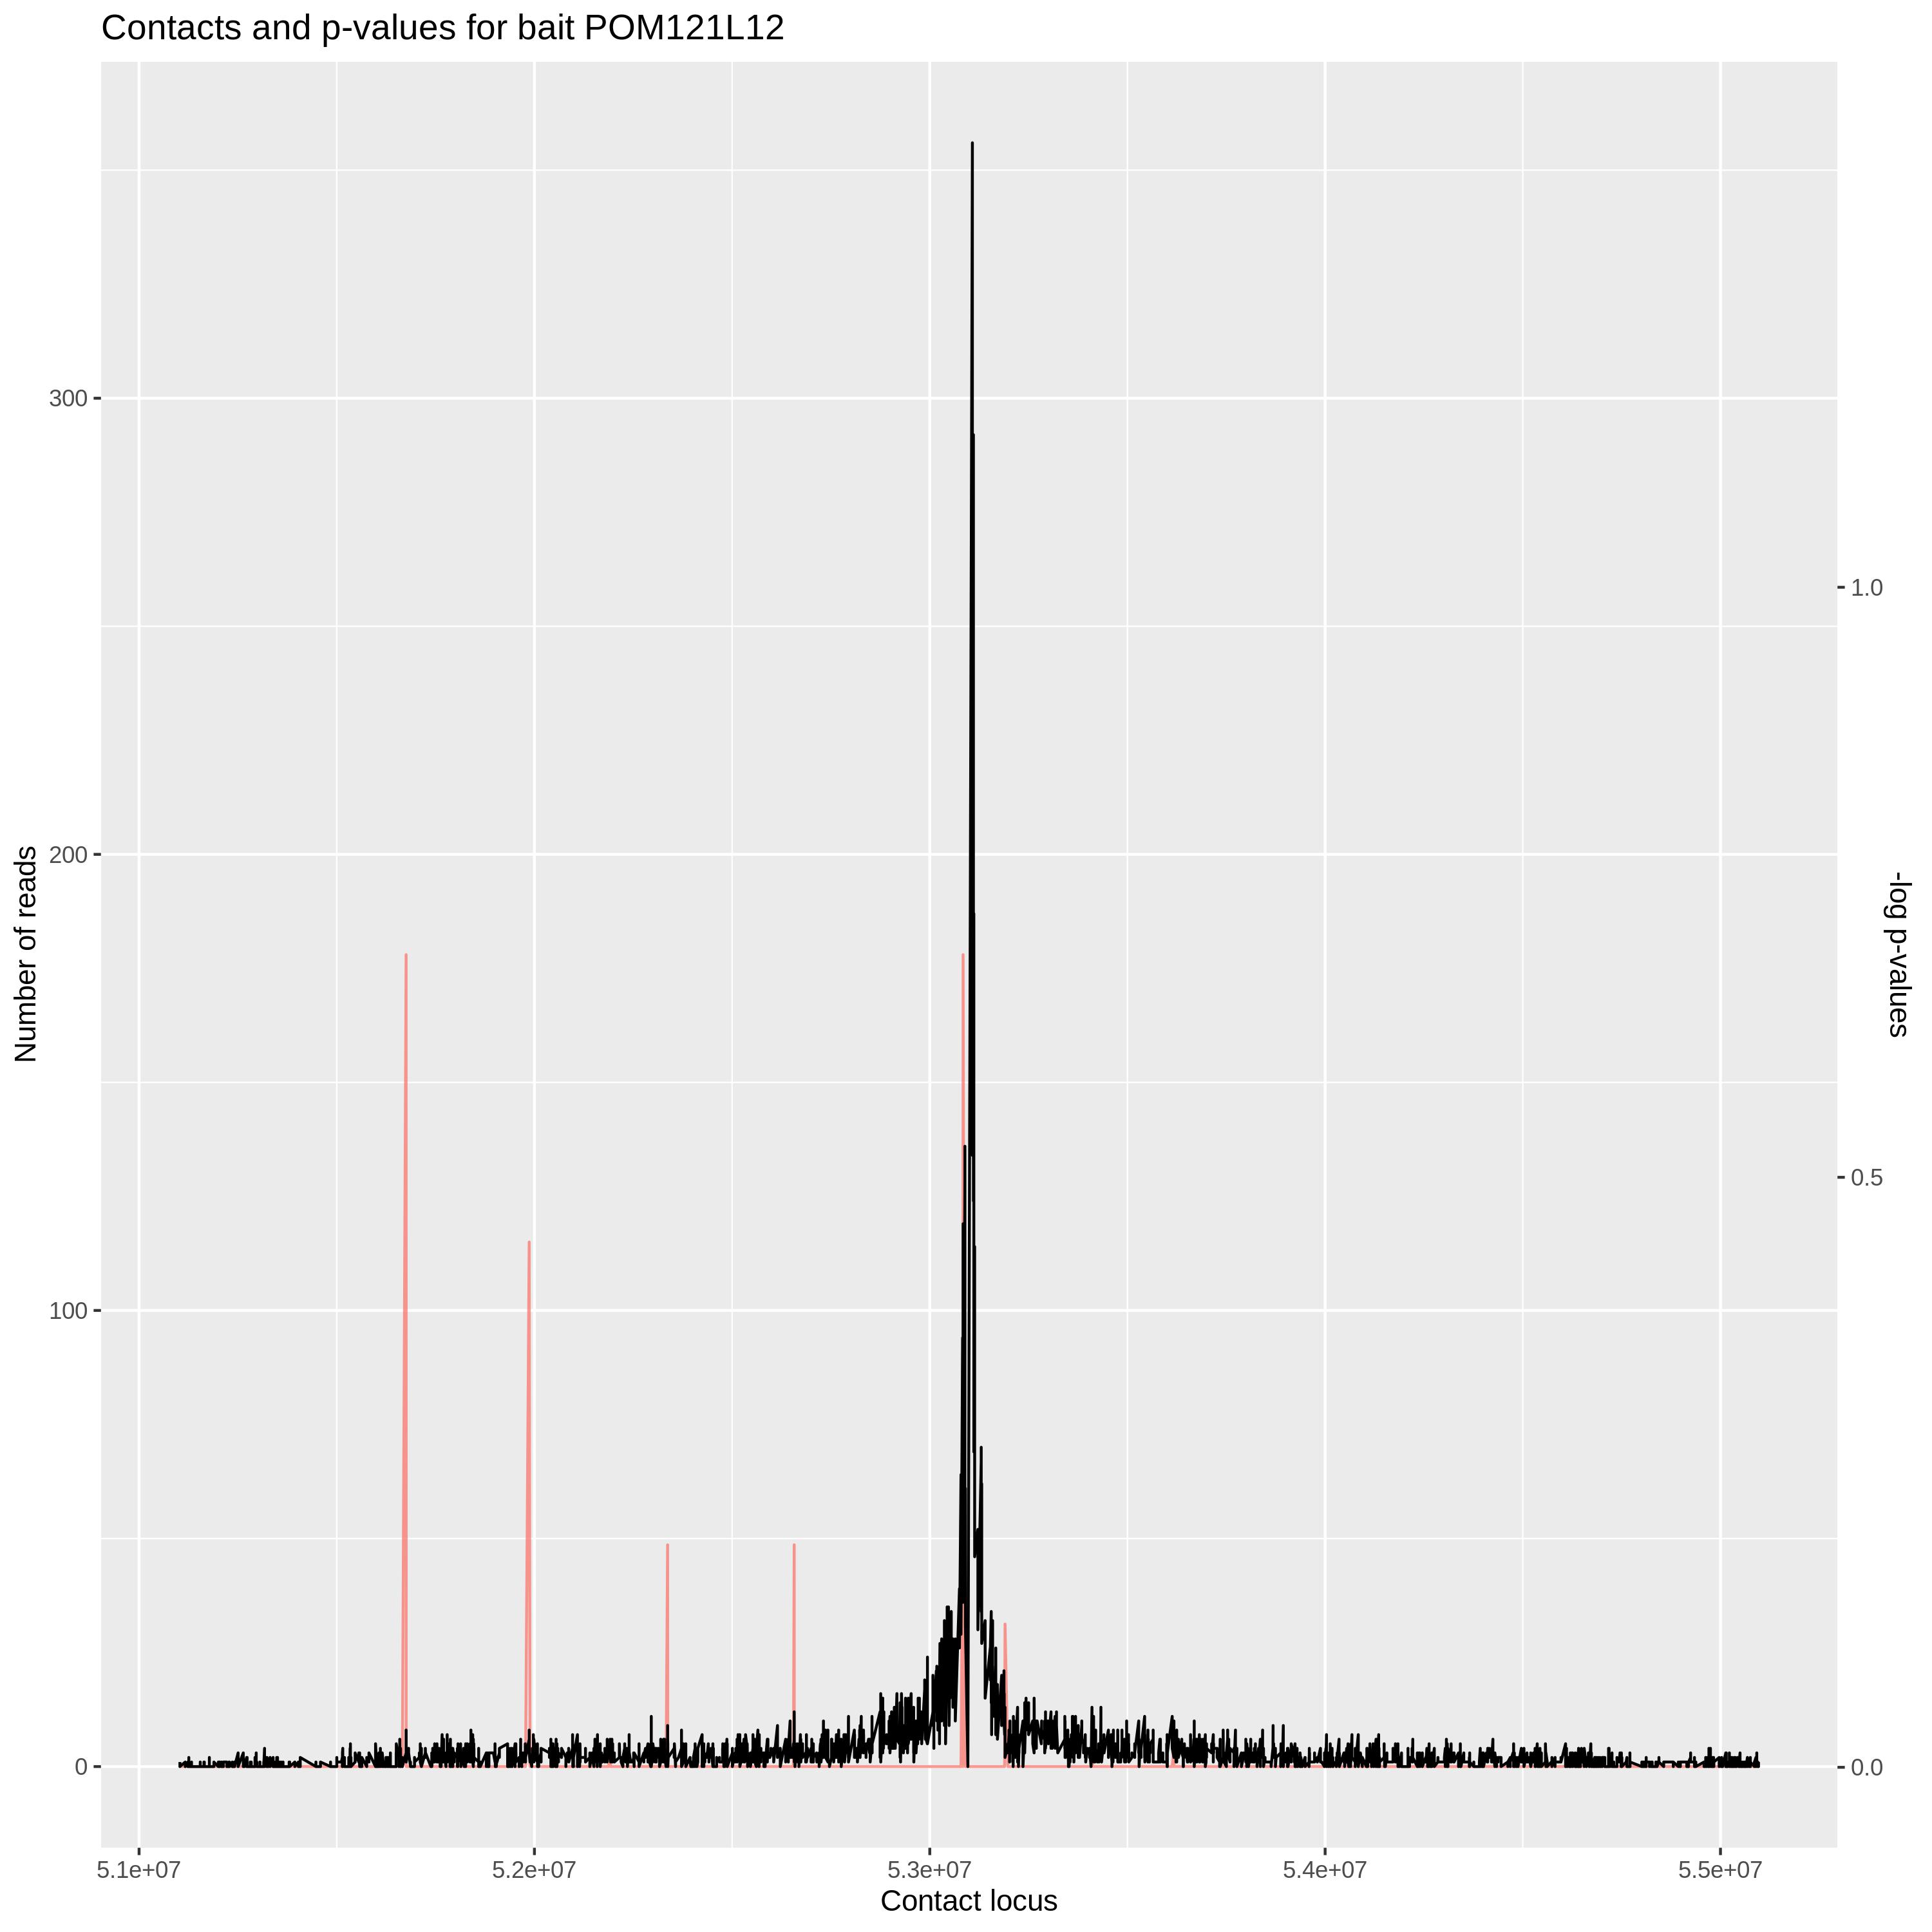 Contacts and p-values for bait POM121L12
300
200
100
0
Number of reads
1.0
0.5
0.0
-log p-values
5.1e+07 5.2e+07 5.3e+07 5.4e+07 5.5e+07
Contact locus